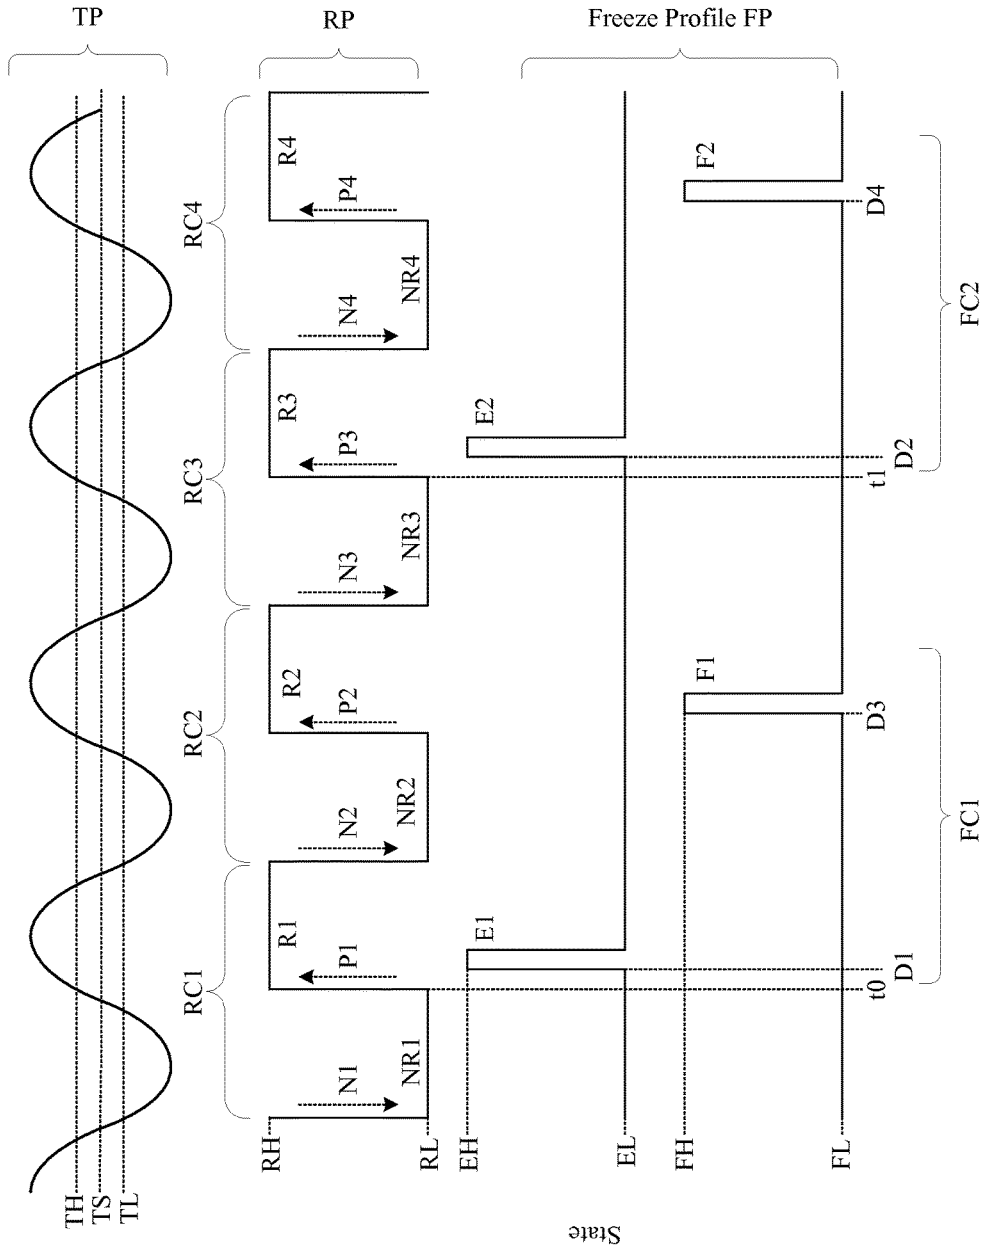 TP
RP
Freeze Profile FP
RC4
RC3
RC2
RC1
R4
P4
N4
NR4
R3
P3
N3
NR3
R2
P2
N2
NR2
R1
P1
N1
NR1
E2
E1
F2
F1
D4
D2
t1
D3
D1
t0
FC2
FC1
TH
TS
TL
RH
RL
EH
EL
FH
FL
State